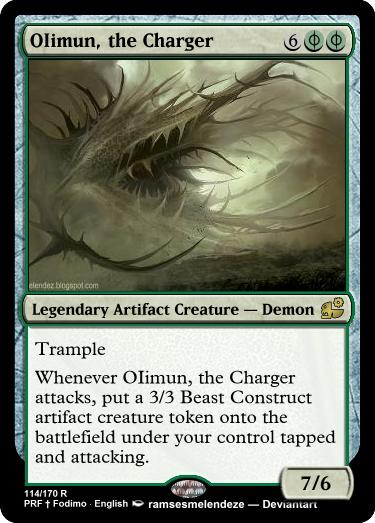 OIimun, the Charger 6
elendez.blogspot.com
Legendary Artifact Creature — Demon
Trample
Whenever OIimun, the Charger
attacks, put a 3/3 Beast Construct
artifact creature token onto the
battlefield under your control tapped
and attacking.
7/6
114/170 R
PRF † Fodimo · English ramsesmelendeze — Deviantart